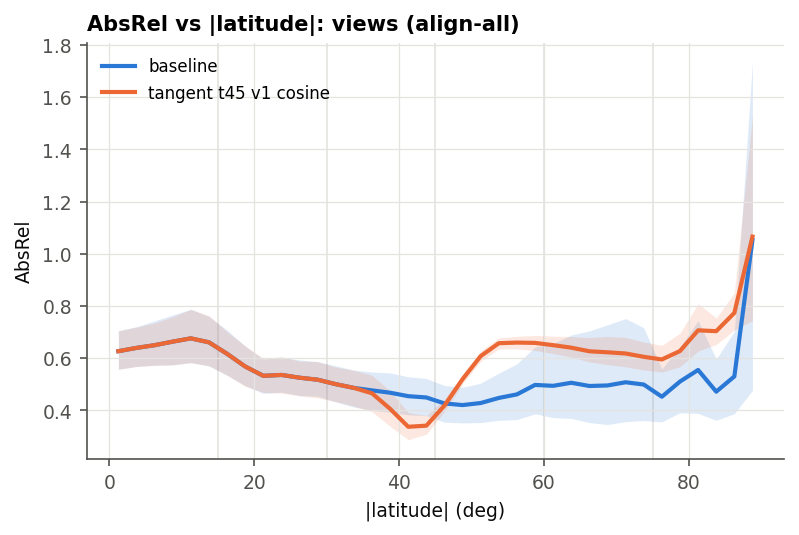 AbsRel vs |latitude|: views (align-all)
baseline
tangent t45 v1 cosine
1.8
1.6
1.4
1.2
1.0
0.8
0.6
0.4
AbsRel
0 20 40 60 80
|latitude| (deg)